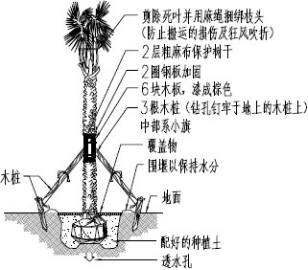 剪除死叶并用麻绳捆绑枝头
(防止搬运的损伤及狂风吹折)
2层粗麻布保护树干
2圈钢板加固
6块木板，漆成棕色
3根木桩(钻孔钉牢于地上的木桩上)
中却系小旗
覆盖物
围堰以保持水分
木桩
地面
配好的种植土
透水孔